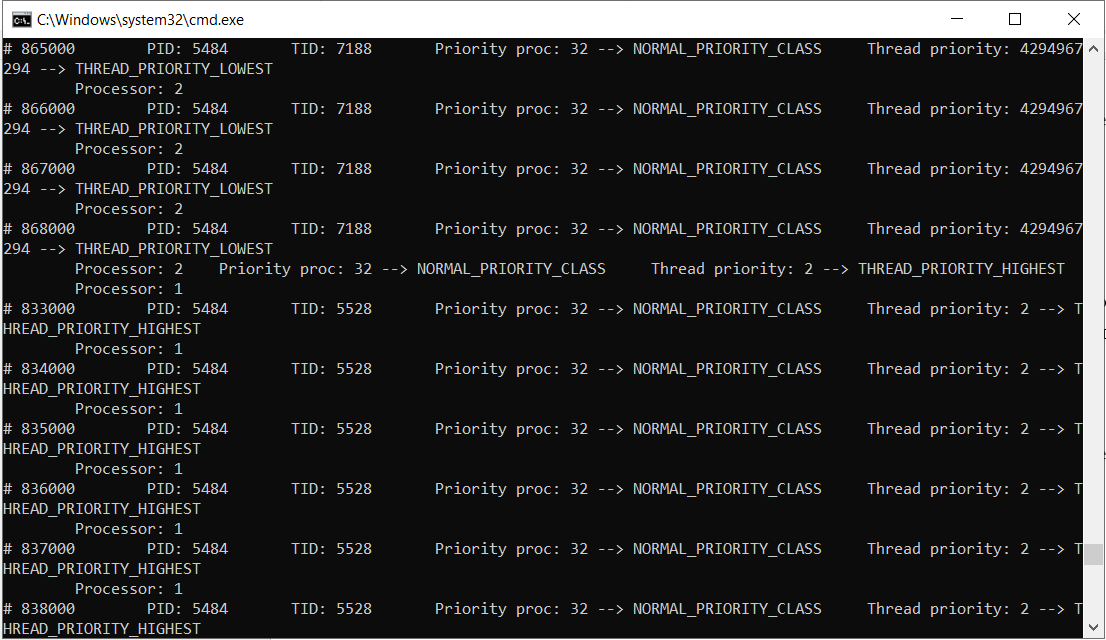 C:\Windows\system32\cmd.exe
# 865000 PID: 5484 TID: 7188 Priority proc: 32 --> NORMAL_PRIORITY_CLASS Thread priority: 4294967
294 --> THREAD_PRIORITY_LOWEST
Processor: 2
# 866000 PID: 5484 TID: 7188 Priority proc: 32 --> NORMAL_PRIORITY_CLASS Thread priority: 4294967
294 --> THREAD_PRIORITY_LOWEST
Processor: 2
# 867000 PID: 5484 TID: 7188 Priority proc: 32 --> NORMAL_PRIORITY_CLASS Thread priority: 4294967
294 --> THREAD_PRIORITY_LOWEST
Processor: 2
# 868000 PID: 5484 TID: 7188 Priority proc: 32 --> NORMAL_PRIORITY_CLASS Thread priority: 4294967
294 --> THREAD_PRIORITY_LOWEST
Processor: 2 Priority proc: 32 --> NORMAL_PRIORITY_CLASS Thread priority: 2 --> THREAD_PRIORITY_HIGHEST
Processor: 1
# 833000 PID: 5484 TID: 5528 Priority proc: 32 --> NORMAL_PRIORITY_CLASS Thread priority: 2 --> T
HREAD_PRIORITY_HIGHEST
Processor: 1
# 834000 PID: 5484 TID: 5528 Priority proc: 32 --> NORMAL_PRIORITY_CLASS Thread priority: 2 --> T
HREAD_PRIORITY_HIGHEST
Processor: 1
# 835000 PID: 5484 TID: 5528 Priority proc: 32 --> NORMAL_PRIORITY_CLASS Thread priority: 2 --> T
HREAD_PRIORITY_HIGHEST
Processor: 1
# 836000 PID: 5484 TID: 5528 Priority proc: 32 --> NORMAL_PRIORITY_CLASS Thread priority: 2 --> T
HREAD_PRIORITY_HIGHEST
Processor: 1
# 837000 PID: 5484 TID: 5528 Priority proc: 32 --> NORMAL_PRIORITY_CLASS Thread priority: 2 --> T
HREAD_PRIORITY_HIGHEST
Processor: 1
# 838000 PID: 5484 TID: 5528 Priority proc: 32 --> NORMAL_PRIORITY_CLASS Thread priority: 2 --> T
HREAD_PRIORITY_HIGHEST